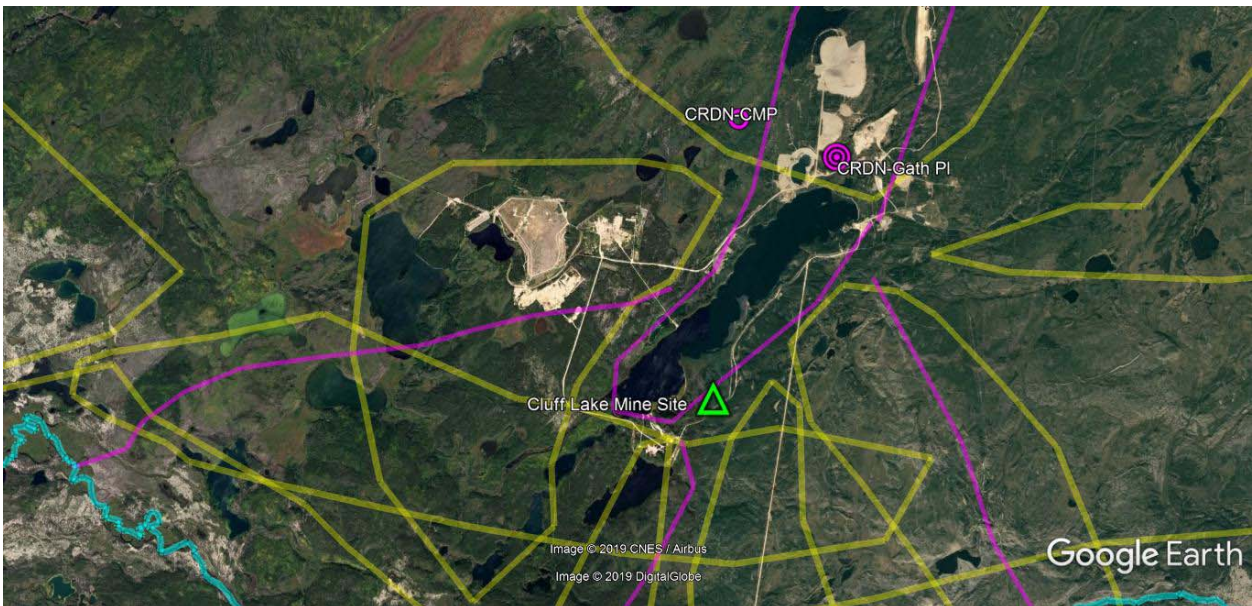 CRDN-CMP
CRDN-Gath Pl
Cluff Lake Mine Site
Image © 2019 CNES / Airbus
Image © 2019 DigitalGlobe
Google Earth